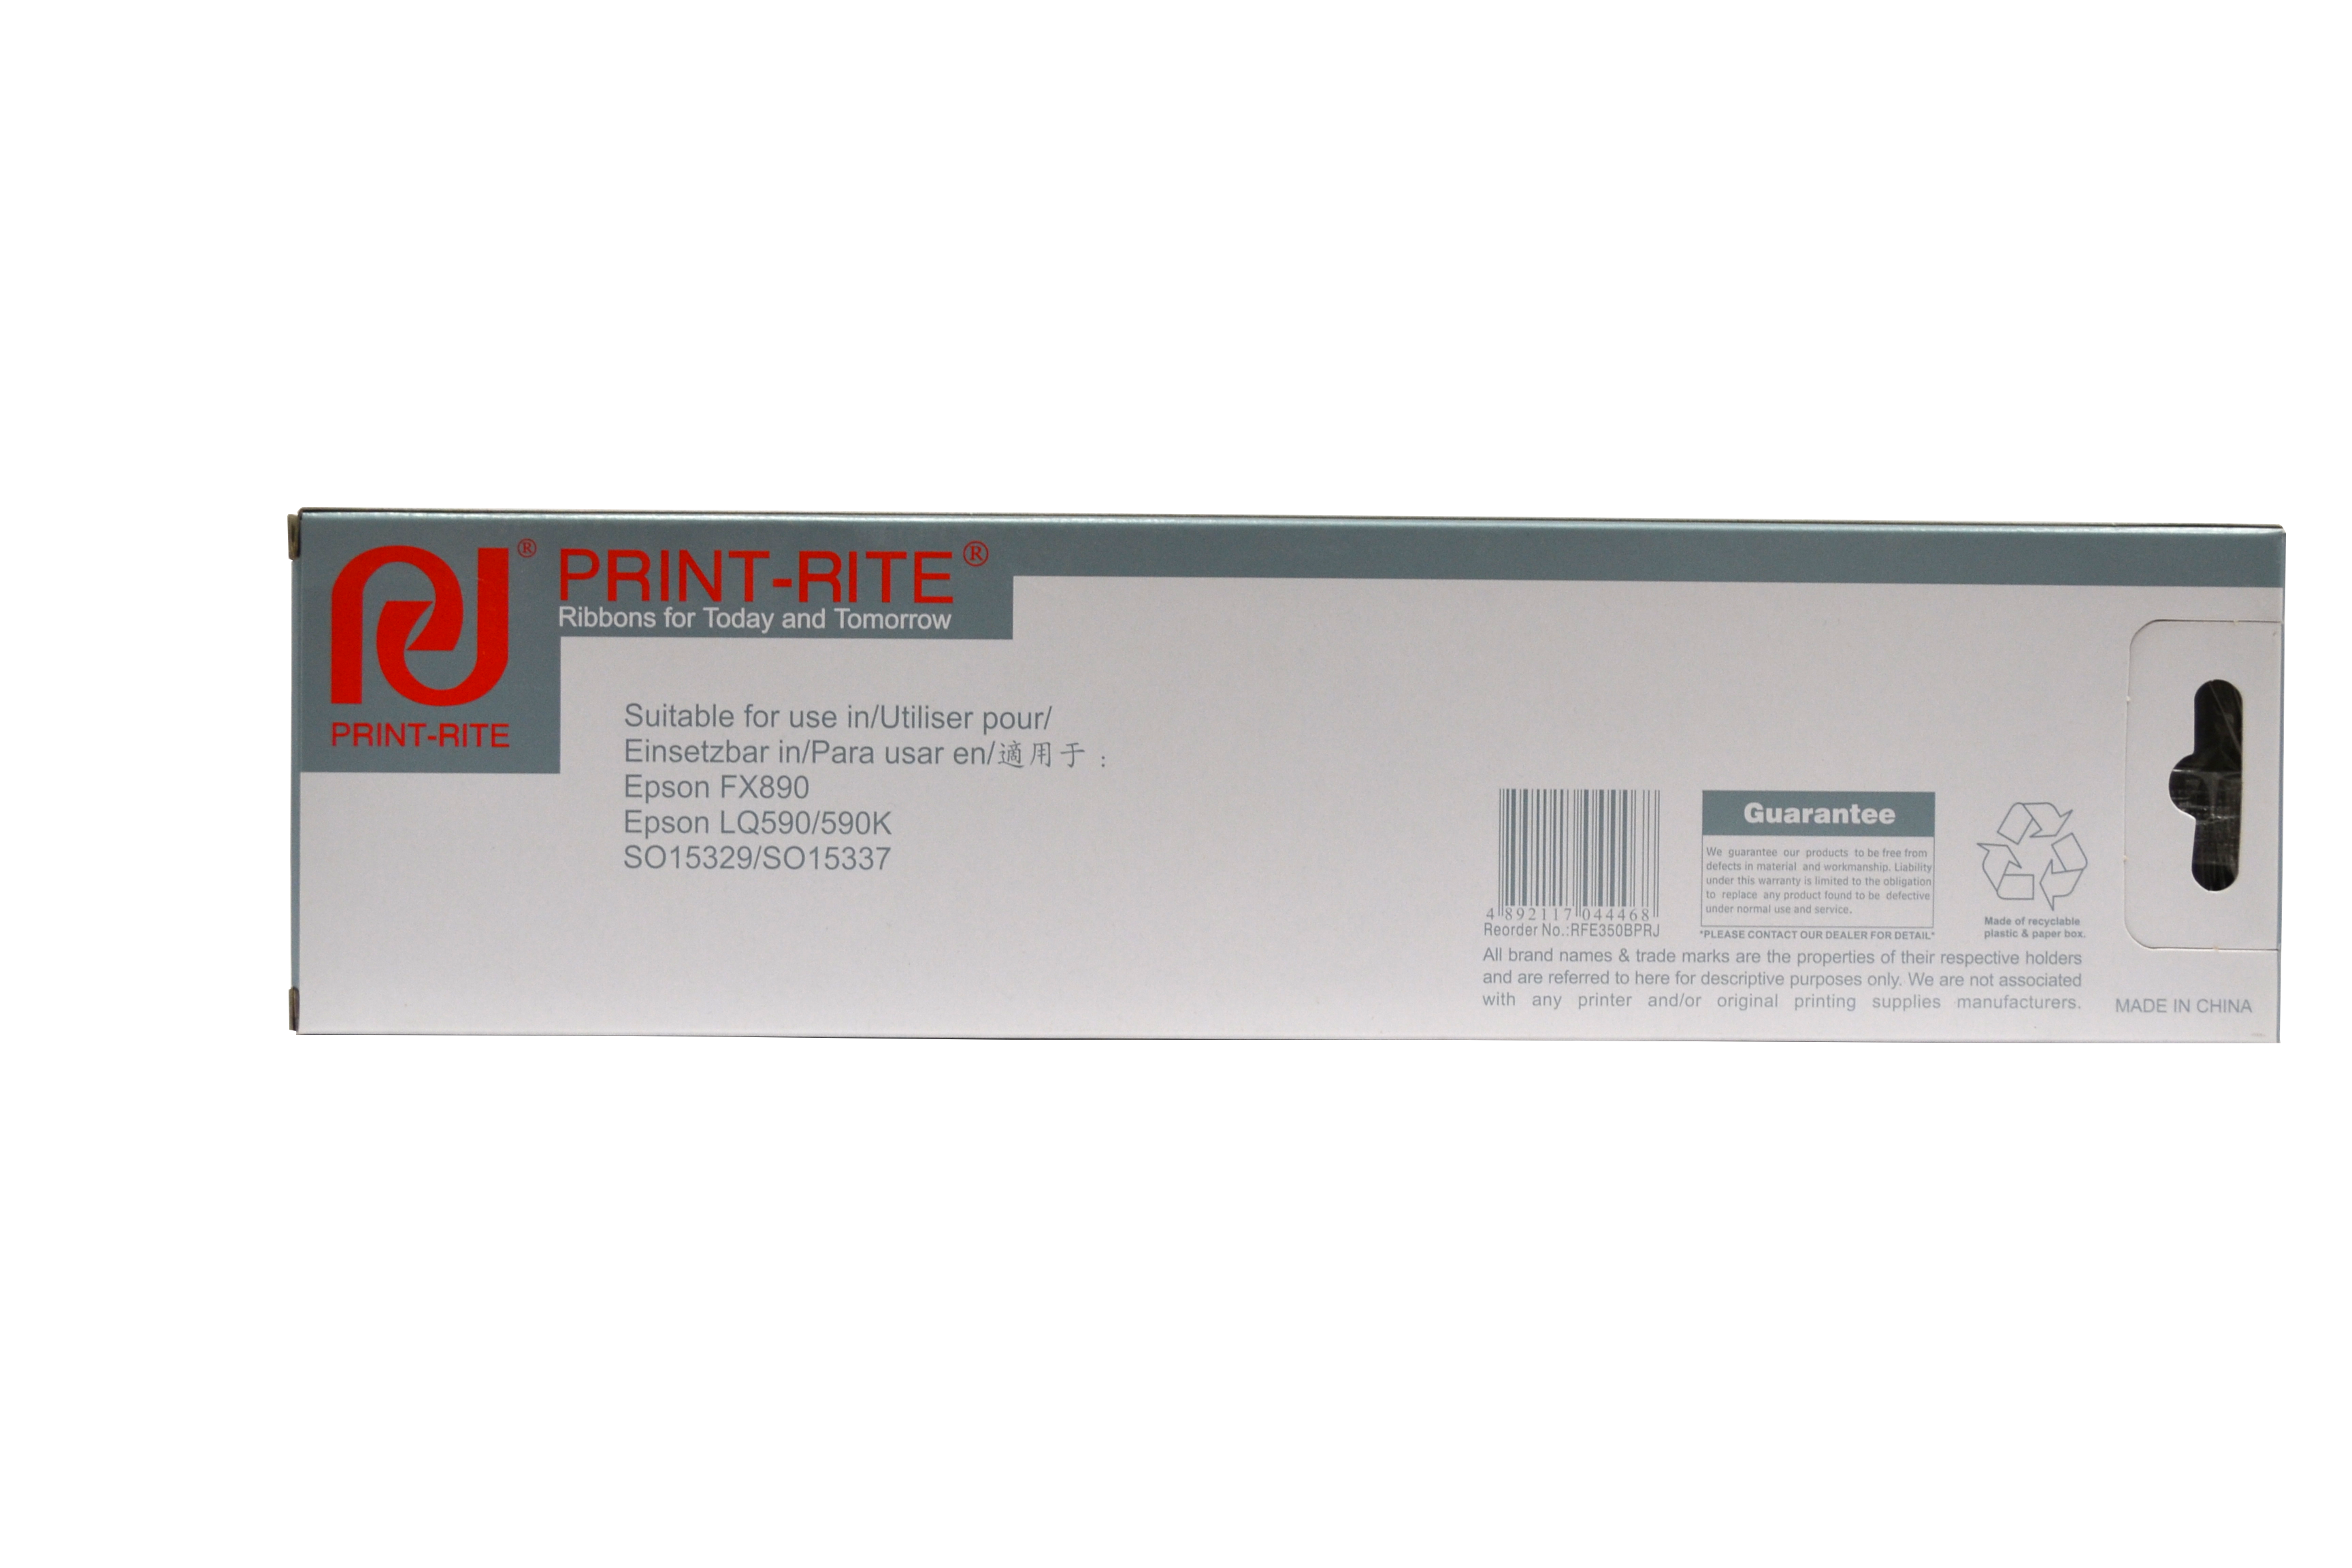 ®
PRINT-RITE®
Ribbons for Today and Tomorrow
PRINT-RITE
Suitable for use in/Utiliser pour/
Einsetzbar in/Para usar en/適用于：
Epson FX890
Epson LQ590/590K
SO15329/SO15337
4 892117 044468
Reorder No.:RFE350BPRJ
Guarantee
We guarantee our products to be free from
defects in material and workmanship. Liability
under this warranty is limited to the obligation
to replace any product found to be defective
under normal use and service.
*PLEASE CONTACT OUR DEALER FOR DETAIL*
Made of recyclable
plastic & paper box.
All brand names & trade marks are the properties of their respective holders
and are referred to here for descriptive purposes only. We are not associated
with any printer and/or original printing supplies manufacturers.
MADE IN CHINA